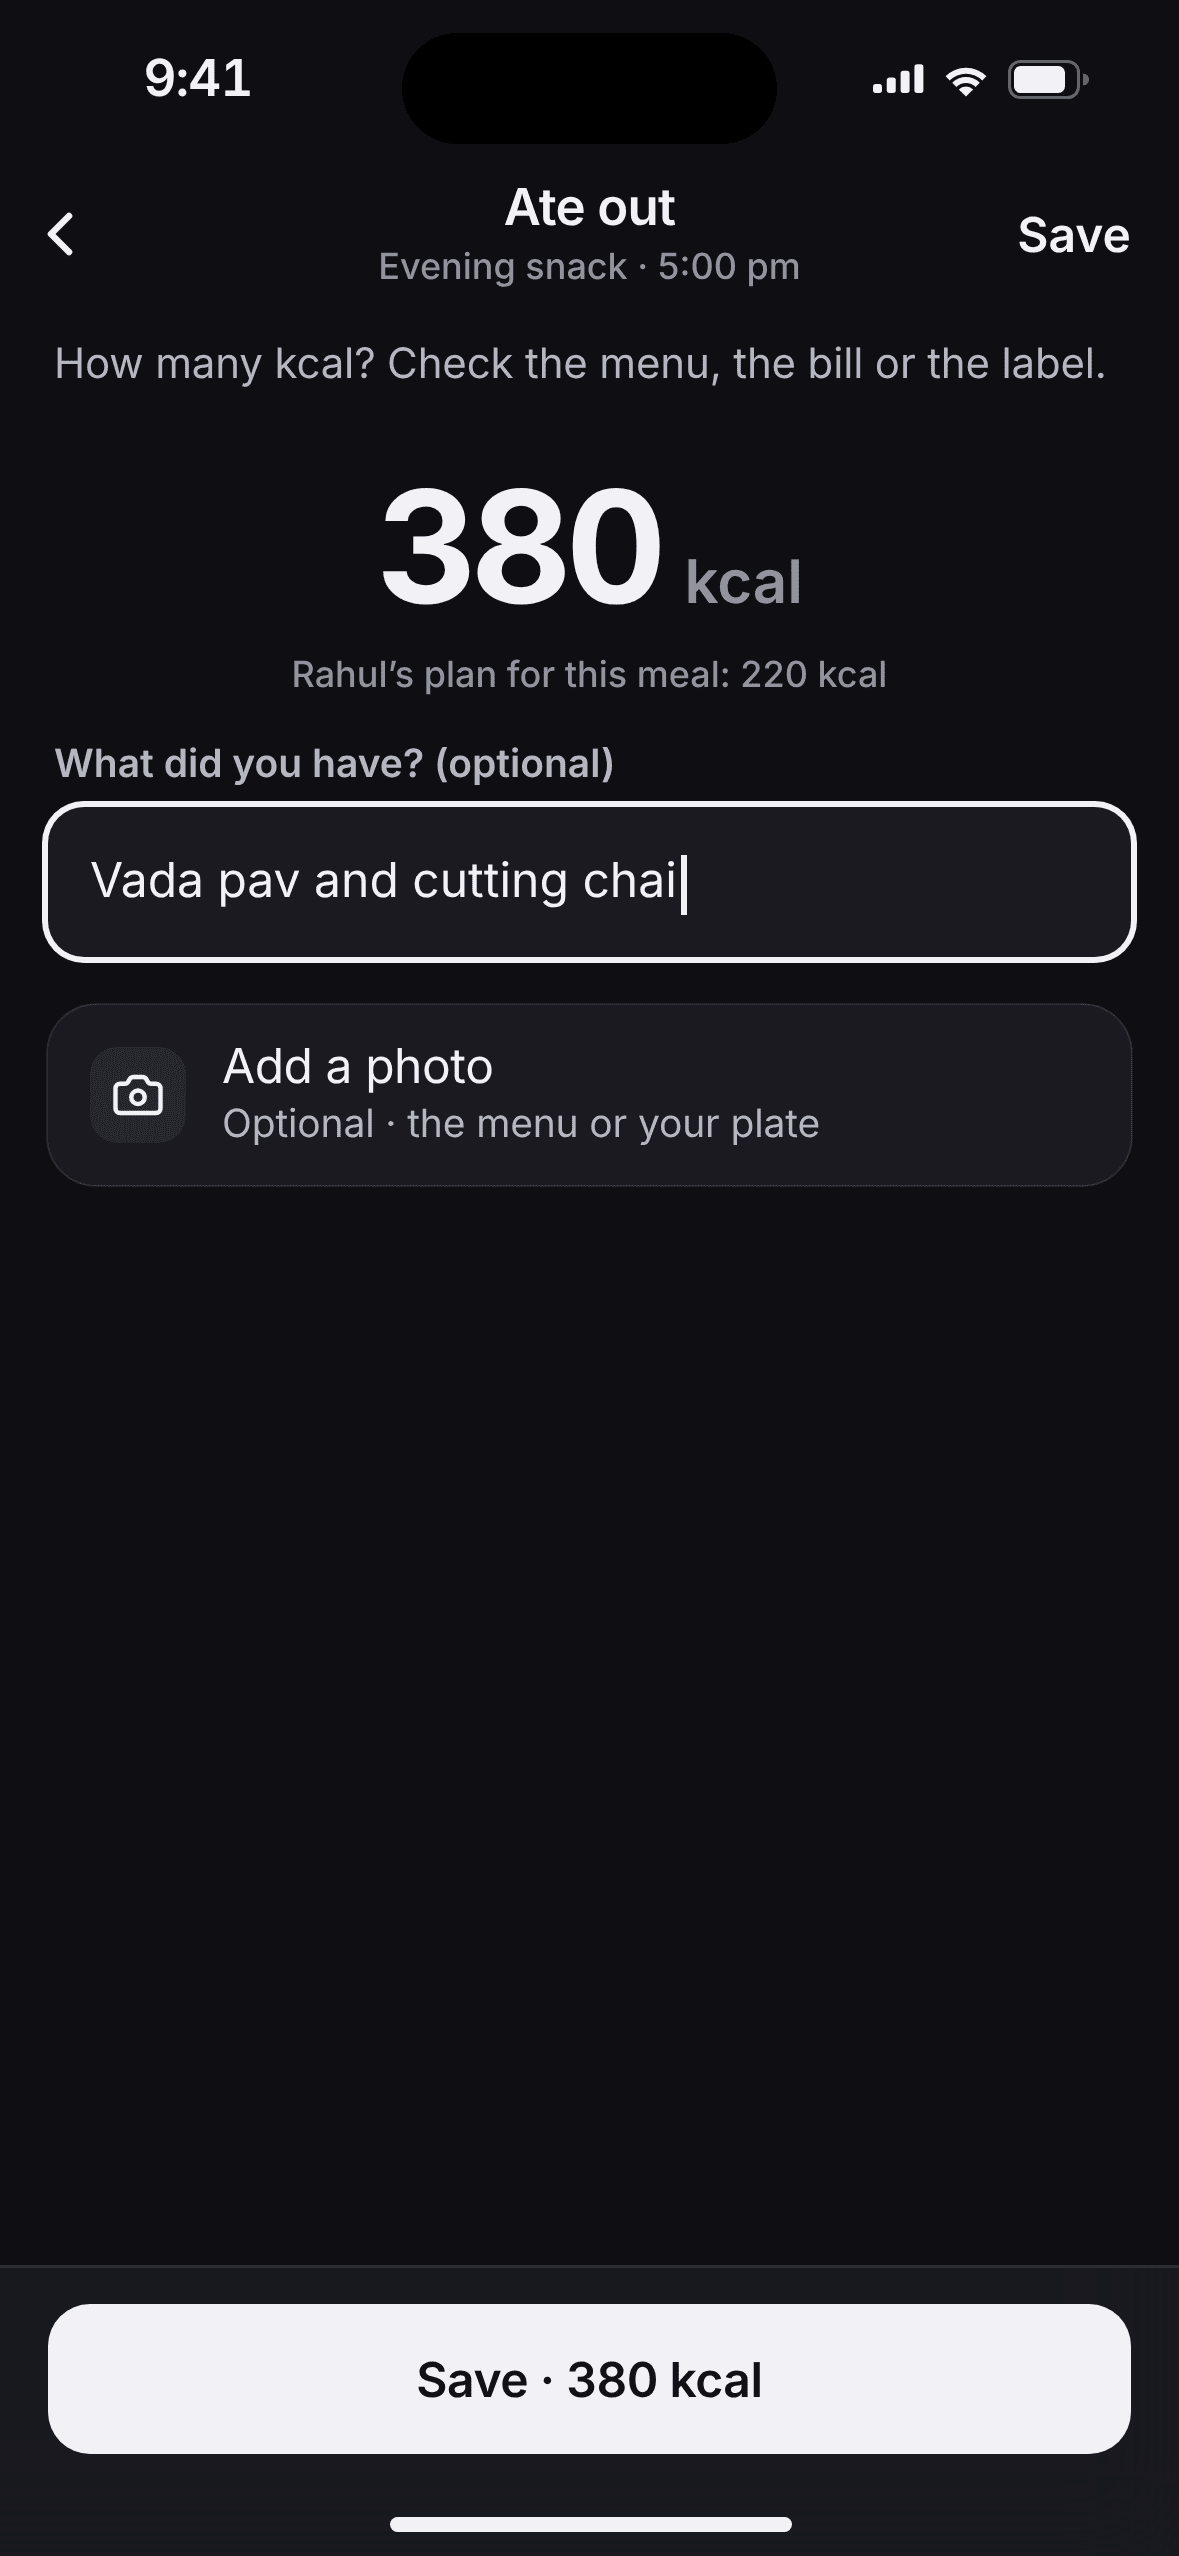 9:41
Ate out
Evening snack · 5:00 pm
Save
How many kcal? Check the menu, the bill or the label.
380 kcal
Rahul’s plan for this meal: 220 kcal
What did you have? (optional)
Vada pav and cutting chai
Add a photo
Optional · the menu or your plate
Save · 380 kcal